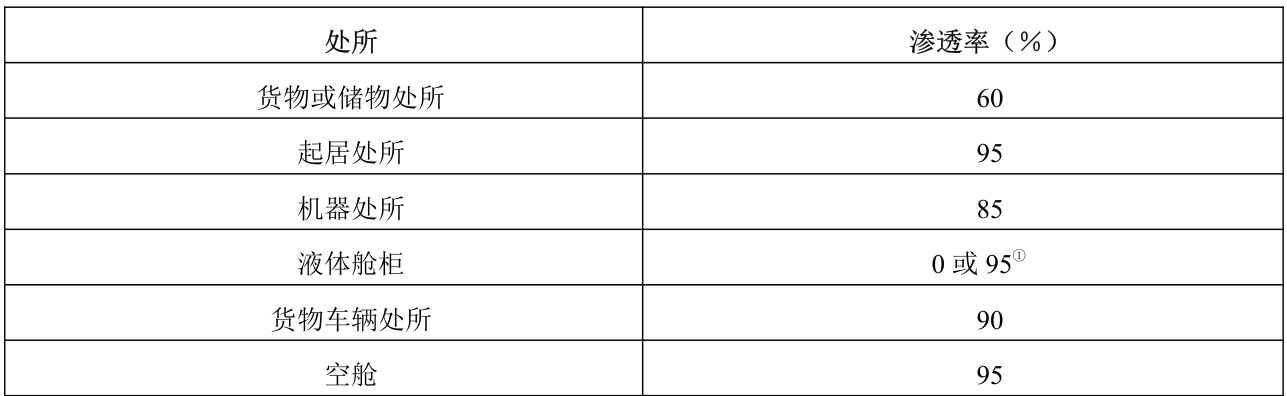 处所 渗透率（%）
货物或储物处所 60
起居处所 95
机器处所 85
液体舱柜 0 或 95①
货物车辆处所 90
空舱 95